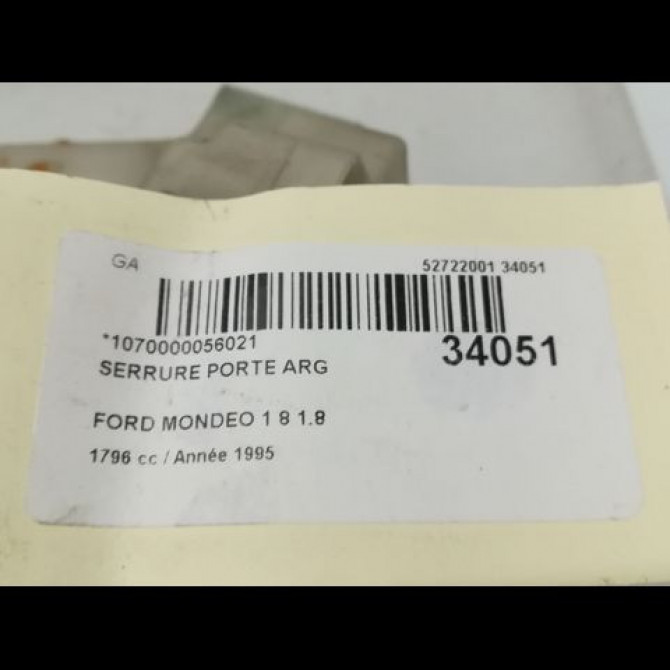 GA
52722001 34051
*1070000056021
34051
SERRURE PORTE ARG
FORD MONDEO 1 8 1.8
1796 cc / Année 1995